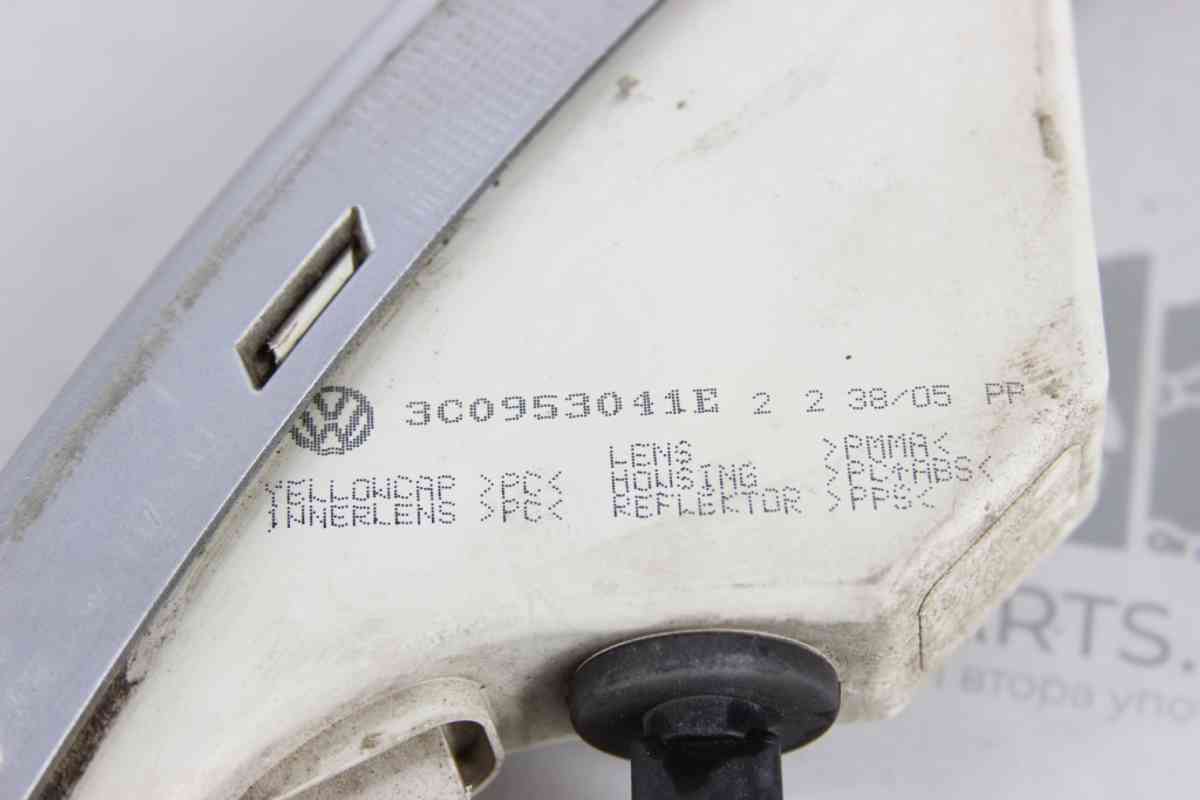 3C0953041E 2 2 38/05 PP
LENS >PMMA<
YELLOWCAP >PC< HOUSING >PC+ABS<
INNERLENS >PC< REFLEKTOR >PPS<
ARTS.
втора упо